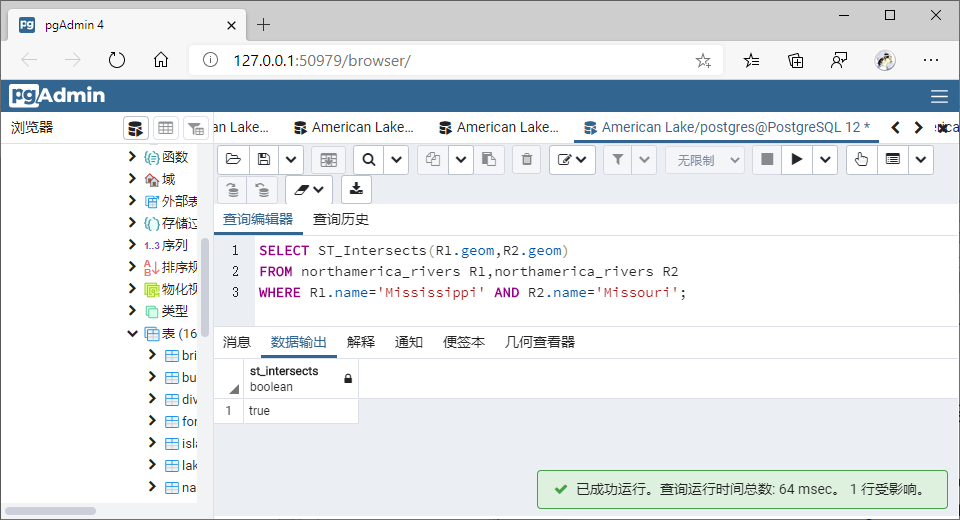 pgAdmin 4
127.0.0.1:50979/browser/
pgAdmin
浏览器
an Lake...
American Lake...
American Lake...
American Lake/postgres@PostgreSQL 12 *
函数
域
外部表
存储过
1..3 序列
排序规
物化视
类型
表 (16
bri
bu
div
for
isla
lak
na
无限制
查询编辑器 查询历史
1 SELECT ST_Intersects(R1.geom,R2.geom)
2 FROM northamerica_rivers R1,northamerica_rivers R2
3 WHERE R1.name='Mississippi' AND R2.name='Missouri';
消息 数据输出 解释 通知 便签本 几何查看器
st_intersects
boolean
1 true
已成功运行。查询运行时间总数: 64 msec。 1 行受影响。